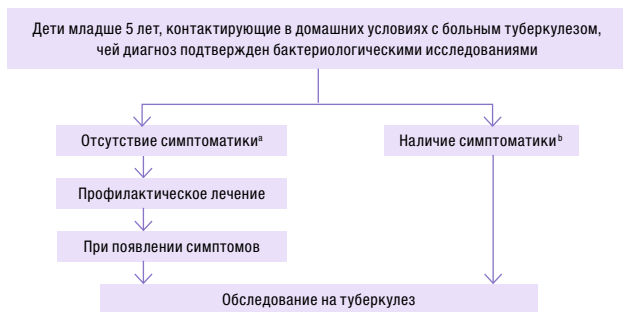 Дети младше 5 лет, контактирующие в домашних условиях с больным туберкулезом,
чей диагноз подтвержден бактериологическими исследованиями
Отсутствие симптоматикиᵃ
Наличие симптоматикиᵇ
Профилактическое лечение
При появлении симптомов
Обследование на туберкулез